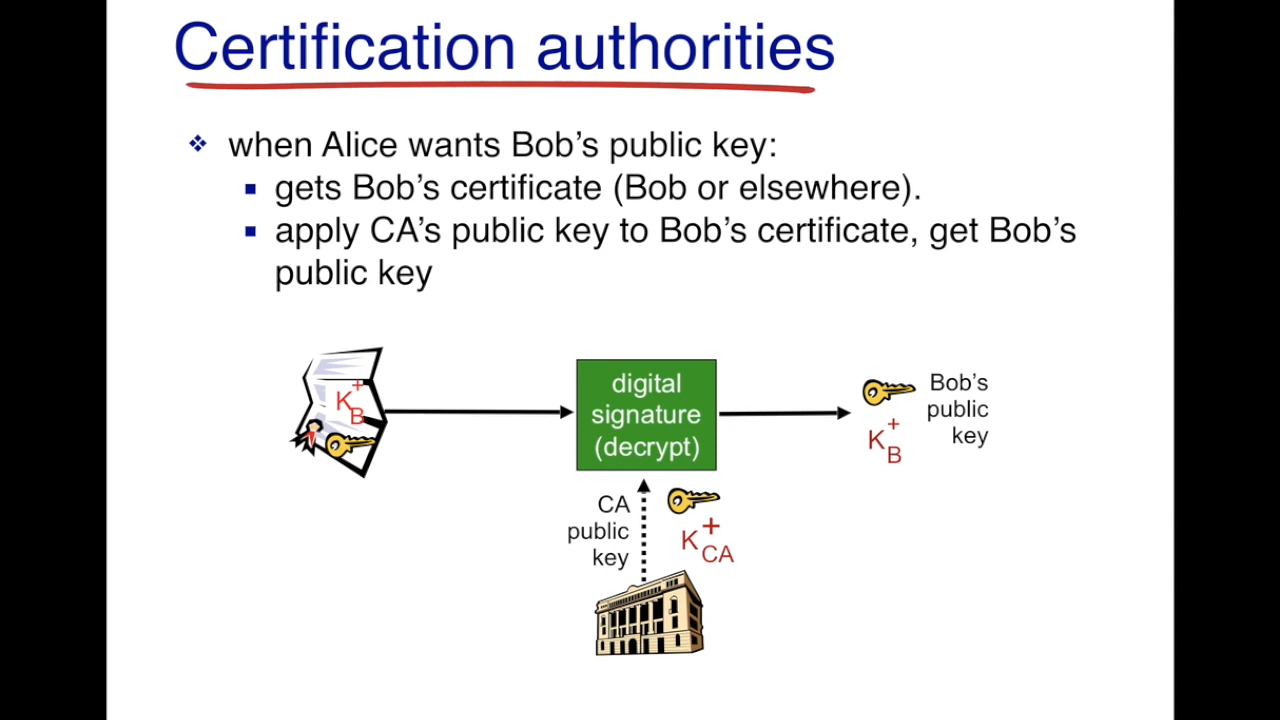 Certification authorities
❖ when Alice wants Bob's public key:
▪ gets Bob's certificate (Bob or elsewhere).
▪ apply CA's public key to Bob's certificate, get Bob's
public key
K+B
digital
signature
(decrypt)
Bob's
public
key
K+B
CA
public
key
K+CA